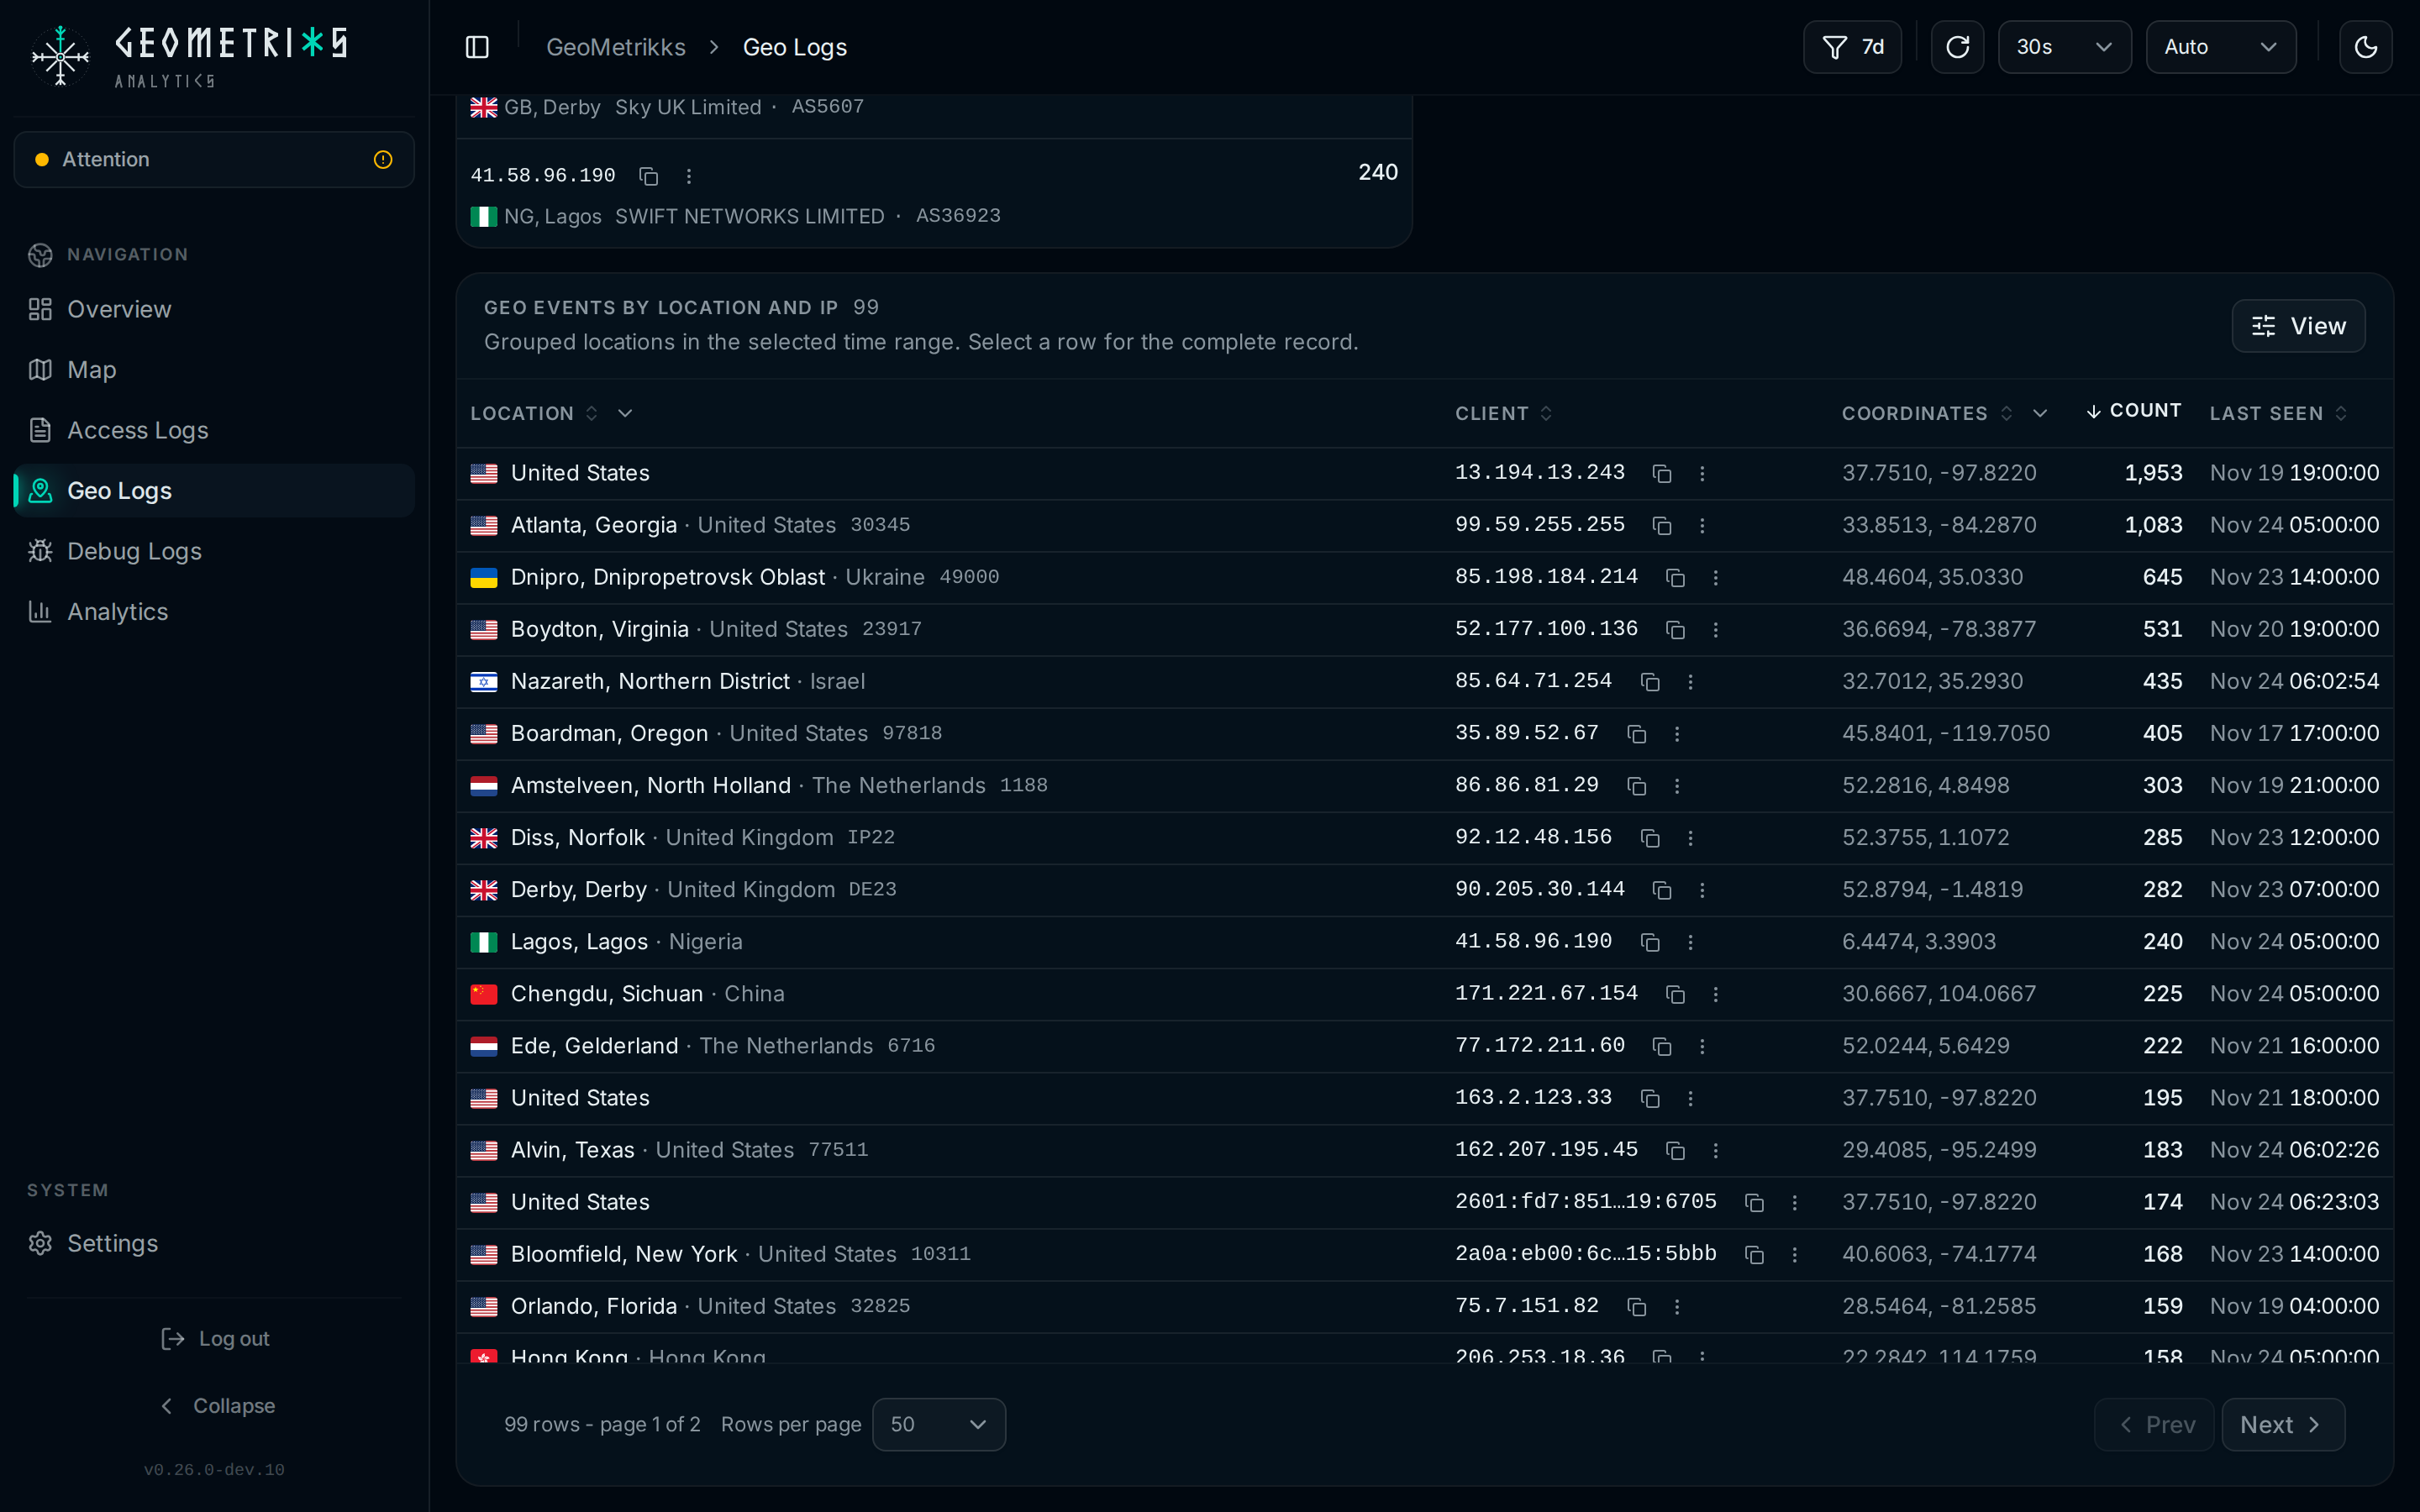 GEOMETRIKS
ANALYTICS
Attention
NAVIGATION
Overview
Map
Access Logs
Geo Logs
Debug Logs
Analytics
SYSTEM
Settings
Log out
Collapse
v0.26.0-dev.10
GeoMetrikks > Geo Logs
7d
30s
Auto
GB, Derby Sky UK Limited · AS5607
41.58.96.190 240
NG, Lagos SWIFT NETWORKS LIMITED · AS36923
GEO EVENTS BY LOCATION AND IP 99
Grouped locations in the selected time range. Select a row for the complete record.
View
LOCATION CLIENT COORDINATES COUNT LAST SEEN
United States 13.194.13.243 37.7510, -97.8220 1,953 Nov 19 19:00:00
Atlanta, Georgia · United States 30345 99.59.255.255 33.8513, -84.2870 1,083 Nov 24 05:00:00
Dnipro, Dnipropetrovsk Oblast · Ukraine 49000 85.198.184.214 48.4604, 35.0330 645 Nov 23 14:00:00
Boydton, Virginia · United States 23917 52.177.100.136 36.6694, -78.3877 531 Nov 20 19:00:00
Nazareth, Northern District · Israel 85.64.71.254 32.7012, 35.2930 435 Nov 24 06:02:54
Boardman, Oregon · United States 97818 35.89.52.67 45.8401, -119.7050 405 Nov 17 17:00:00
Amstelveen, North Holland · The Netherlands 1188 86.86.81.29 52.2816, 4.8498 303 Nov 19 21:00:00
Diss, Norfolk · United Kingdom IP22 92.12.48.156 52.3755, 1.1072 285 Nov 23 12:00:00
Derby, Derby · United Kingdom DE23 90.205.30.144 52.8794, -1.4819 282 Nov 23 07:00:00
Lagos, Lagos · Nigeria 41.58.96.190 6.4474, 3.3903 240 Nov 24 05:00:00
Chengdu, Sichuan · China 171.221.67.154 30.6667, 104.0667 225 Nov 24 05:00:00
Ede, Gelderland · The Netherlands 6716 77.172.211.60 52.0244, 5.6429 222 Nov 21 16:00:00
United States 163.2.123.33 37.7510, -97.8220 195 Nov 21 18:00:00
Alvin, Texas · United States 77511 162.207.195.45 29.4085, -95.2499 183 Nov 24 06:02:26
United States 2601:fd7:851…19:6705 37.7510, -97.8220 174 Nov 24 06:23:03
Bloomfield, New York · United States 10311 2a0a:eb00:6c…15:5bbb 40.6063, -74.1774 168 Nov 23 14:00:00
Orlando, Florida · United States 32825 75.7.151.82 28.5464, -81.2585 159 Nov 19 04:00:00
Hong Kong · Hong Kong 206.253.18.36 22.2842, 114.1759 158 Nov 24 05:00:00
99 rows - page 1 of 2 Rows per page 50
Prev Next